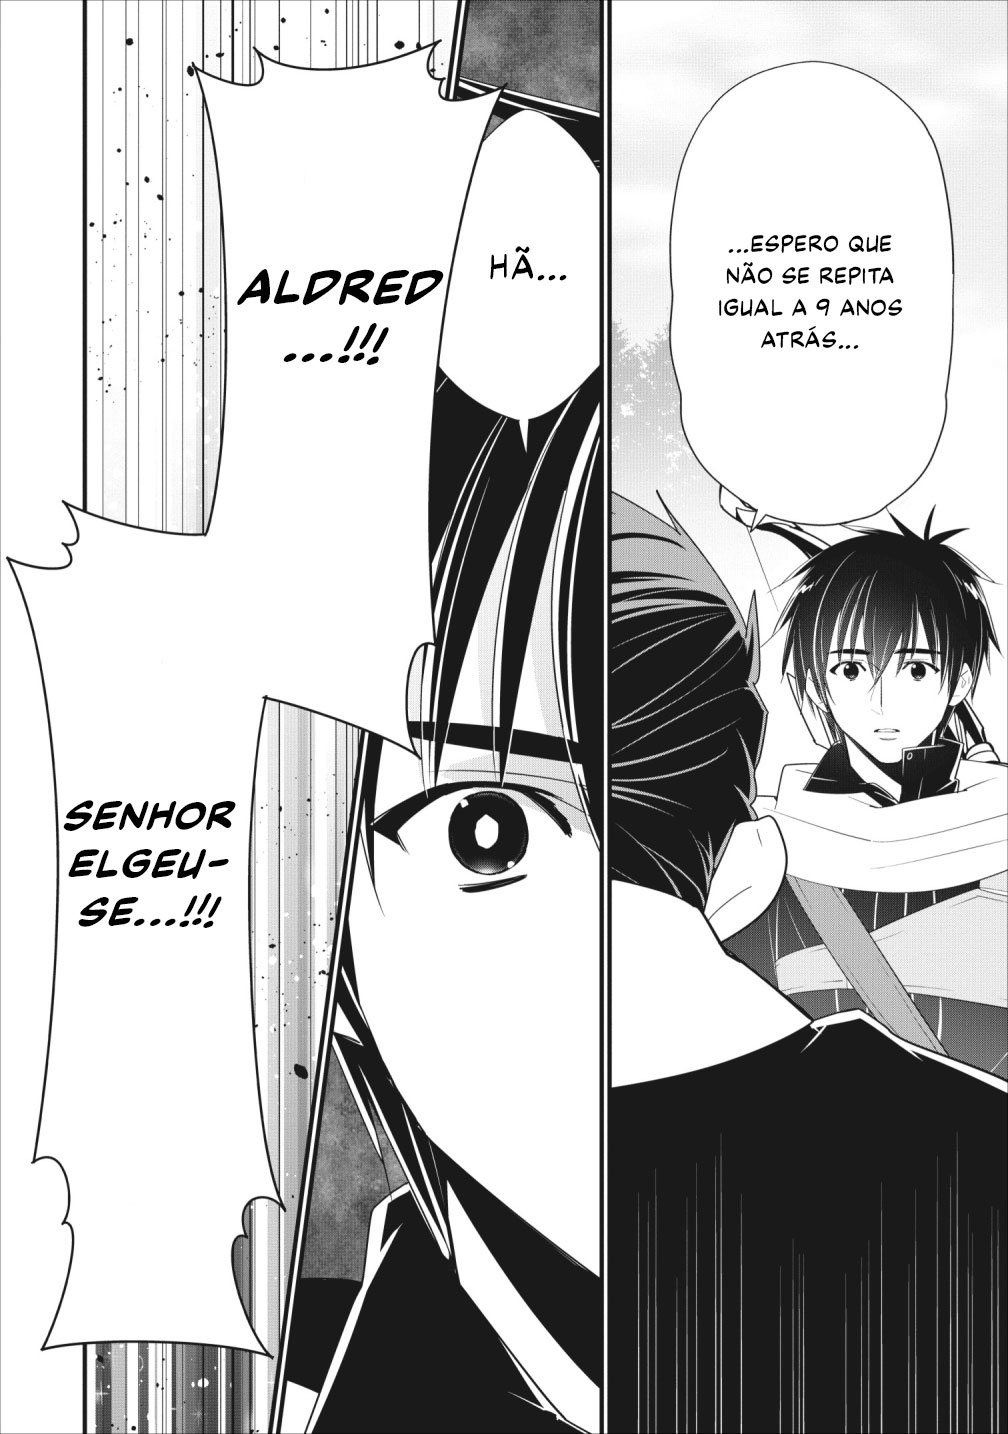 ...ESPERO QUE
NÃO SE REPITA
IGUAL A 9 ANOS
ATRÁS...
HÃ...
ALDRED
...!!!
SENHOR
ELGEU-
SE...!!!